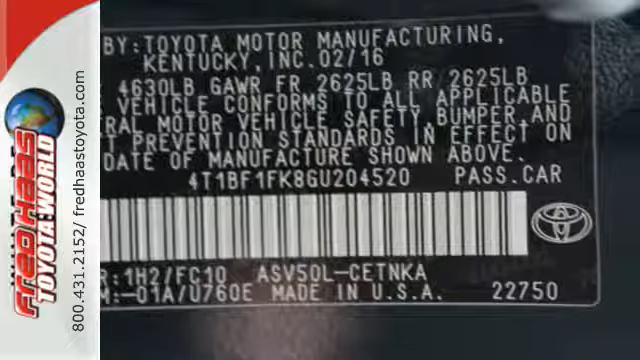 BY:TOYOTA MOTOR MANUFACTURING,
KENTUCKY,INC.02/16
4630LB GAWR FR 2625LB RR 2625LB
VEHICLE CONFORMS TO ALL APPLICABLE
RAL MOTOR VEHICLE SAFETY,BUMPER,AND
T PREVENTION STANDARDS IN EFFECT ON
DATE OF MANUFACTURE SHOWN ABOVE.
4T1BF1FK8GU204520 PASS.CAR
R:1H2/FC10 ASV50L-CETNKA
M:-01A/U760E MADE IN U.S.A. 22750
Fred Haas
TOYOTA WORLD
800.431.2152/ fredhaastoyota.com